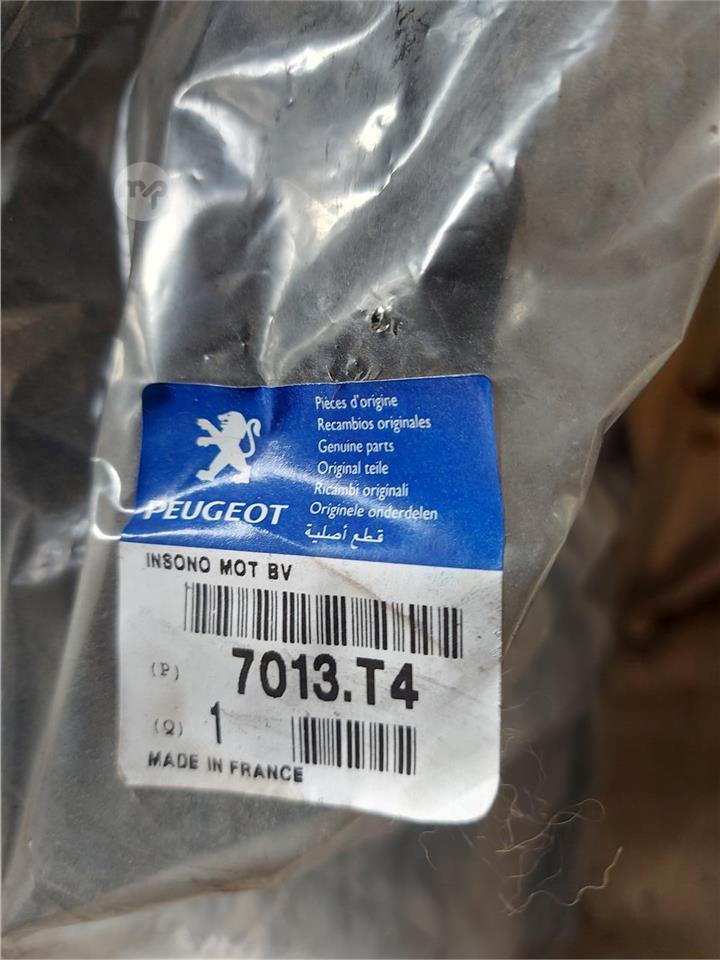 Pièces d'origine
Recambios originales
Genuine parts
Original teile
Ricambi originali
Originele onderdelen
قطع أصلية
PEUGEOT
INSONO MOT BV
(P) 7013.T4
(Q) 1
MADE IN FRANCE